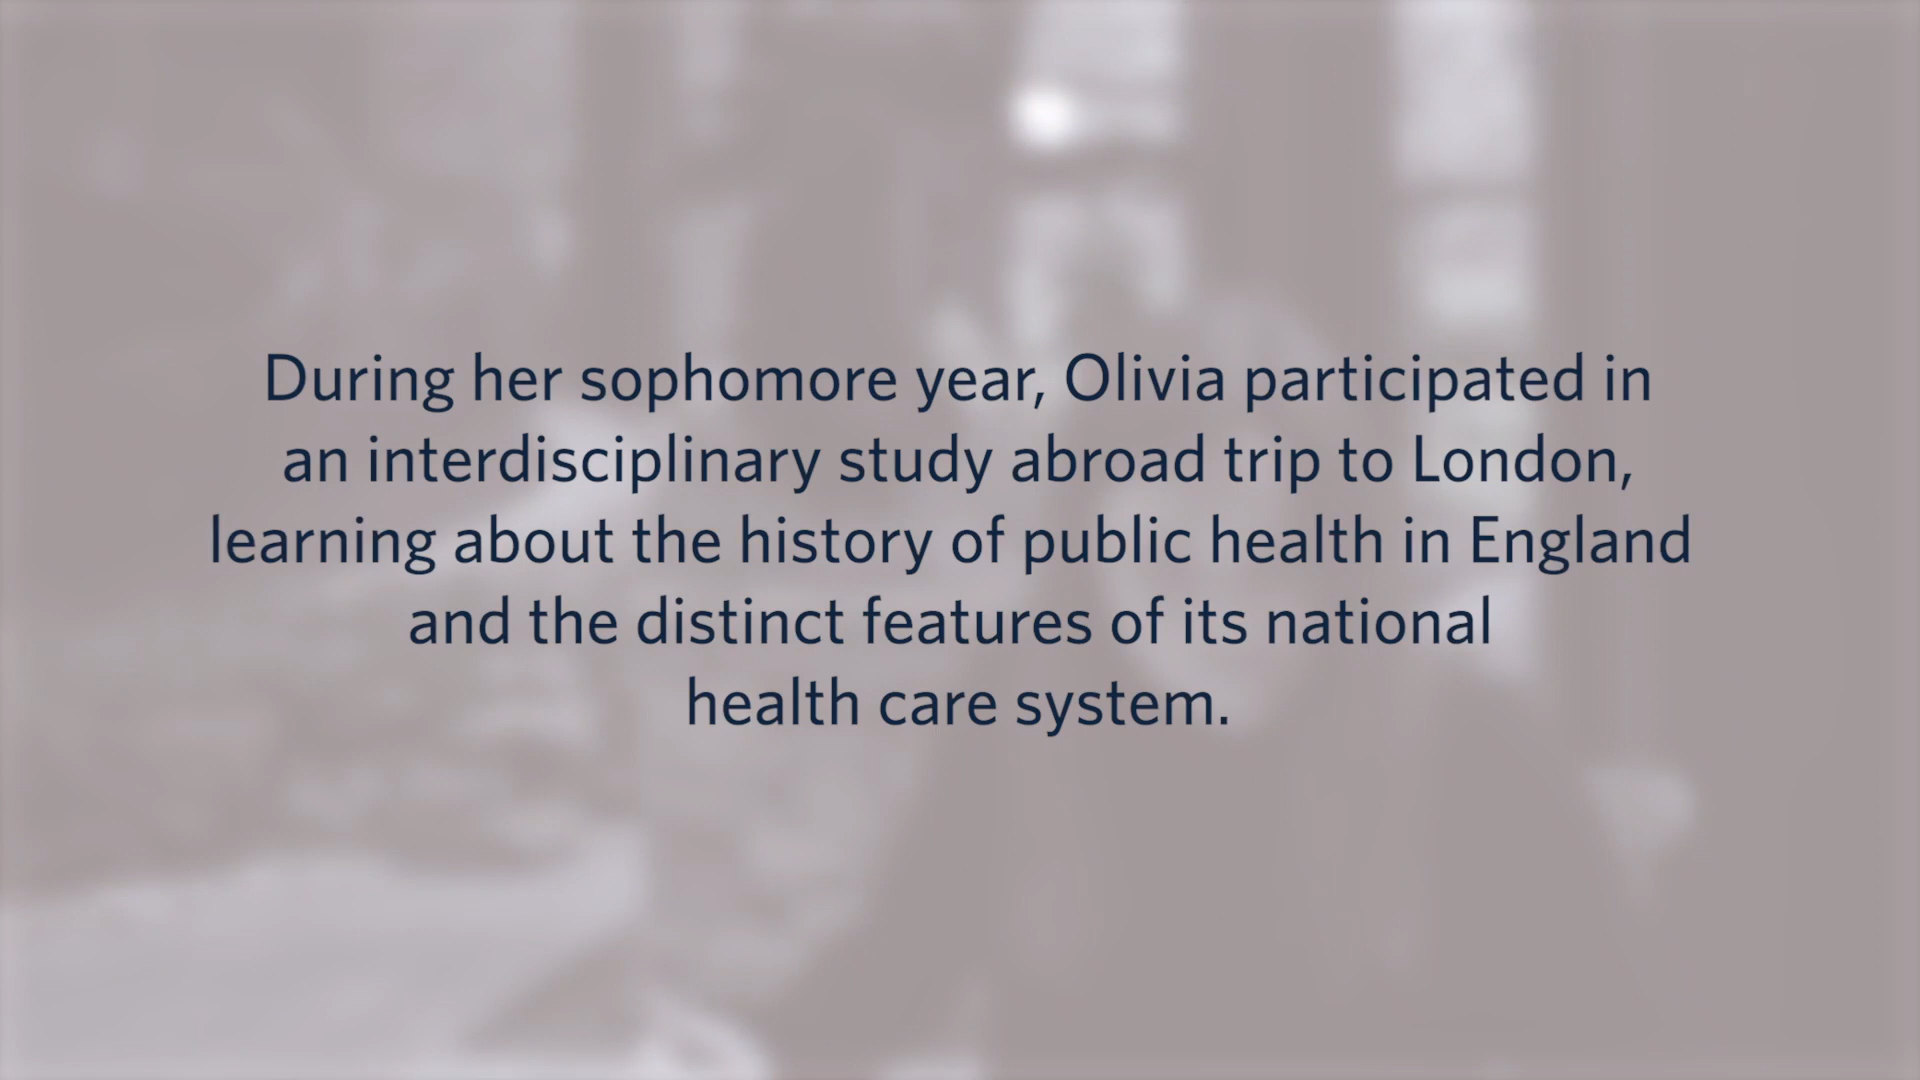 During her sophomore year, Olivia participated in
an interdisciplinary study abroad trip to London,
learning about the history of public health in England
and the distinct features of its national
health care system.